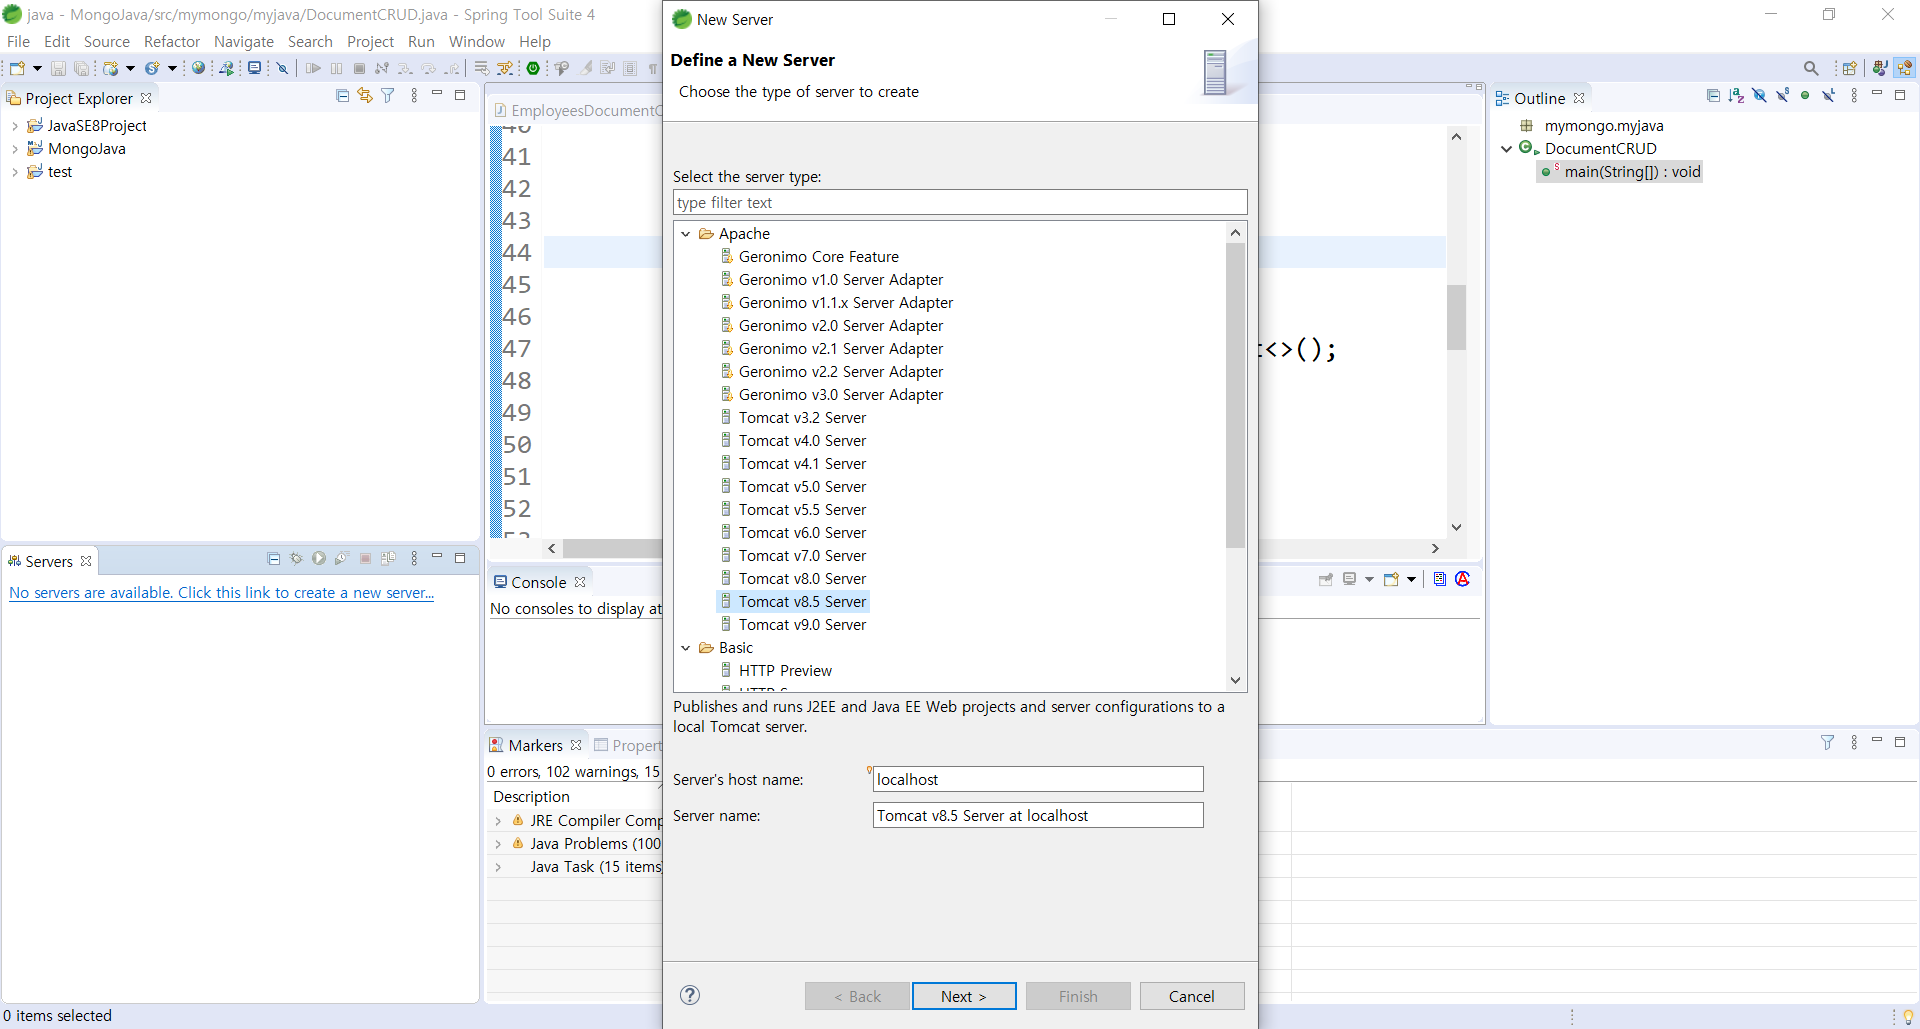 java - MongoJava/src/mymongo/myjava/DocumentCRUD.java - Spring Tool Suite 4
File Edit Source Refactor Navigate Search Project Run Window Help
Project Explorer
JavaSE8Project
MongoJava
test
Servers
No servers are available. Click this link to create a new server...
0 items selected
EmployeesDocumentC
41
42
43
44
45
46
47
48
49
50
51
52
<>();
Console
No consoles to display at
Markers
Propert
0 errors, 102 warnings, 15
Description
JRE Compiler Comp
Java Problems (100
Java Task (15 items)
New Server
Define a New Server
Choose the type of server to create
Select the server type:
type filter text
Apache
Geronimo Core Feature
Geronimo v1.0 Server Adapter
Geronimo v1.1.x Server Adapter
Geronimo v2.0 Server Adapter
Geronimo v2.1 Server Adapter
Geronimo v2.2 Server Adapter
Geronimo v3.0 Server Adapter
Tomcat v3.2 Server
Tomcat v4.0 Server
Tomcat v4.1 Server
Tomcat v5.0 Server
Tomcat v5.5 Server
Tomcat v6.0 Server
Tomcat v7.0 Server
Tomcat v8.0 Server
Tomcat v8.5 Server
Tomcat v9.0 Server
Basic
HTTP Preview
Publishes and runs J2EE and Java EE Web projects and server configurations to a
local Tomcat server.
Server's host name: localhost
Server name: Tomcat v8.5 Server at localhost
< Back Next > Finish Cancel
Outline
mymongo.myjava
DocumentCRUD
main(String[]) : void